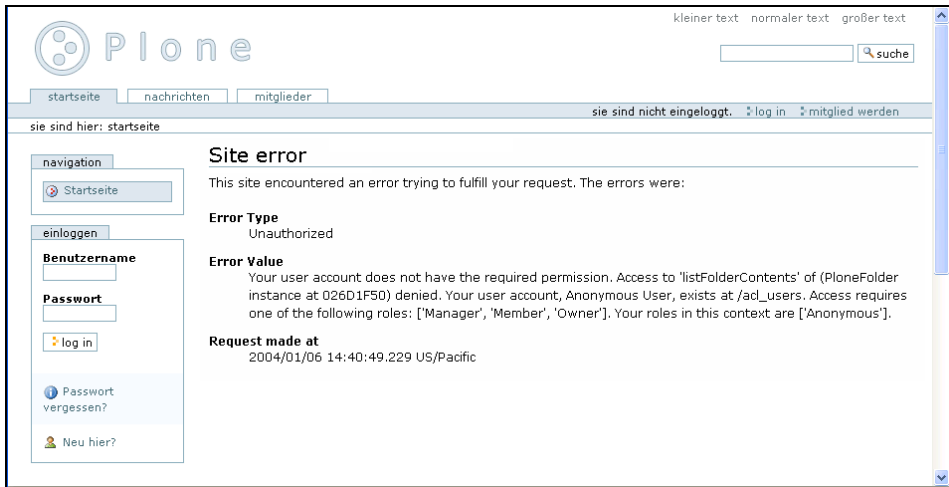 kleiner text normaler text großer text
Plone
suche
startseite nachrichten mitglieder
sie sind nicht eingeloggt. log in mitglied werden
sie sind hier: startseite
navigation
Startseite
einloggen
Benutzername
Passwort
log in
Passwort
vergessen?
Neu hier?
Site error
This site encountered an error trying to fulfill your request. The errors were:
Error Type
Unauthorized
Error Value
Your user account does not have the required permission. Access to 'listFolderContents' of (PloneFolder
instance at 026D1F50) denied. Your user account, Anonymous User, exists at /acl_users. Access requires
one of the following roles: ['Manager', 'Member', 'Owner']. Your roles in this context are ['Anonymous'].
Request made at
2004/01/06 14:40:49.229 US/Pacific